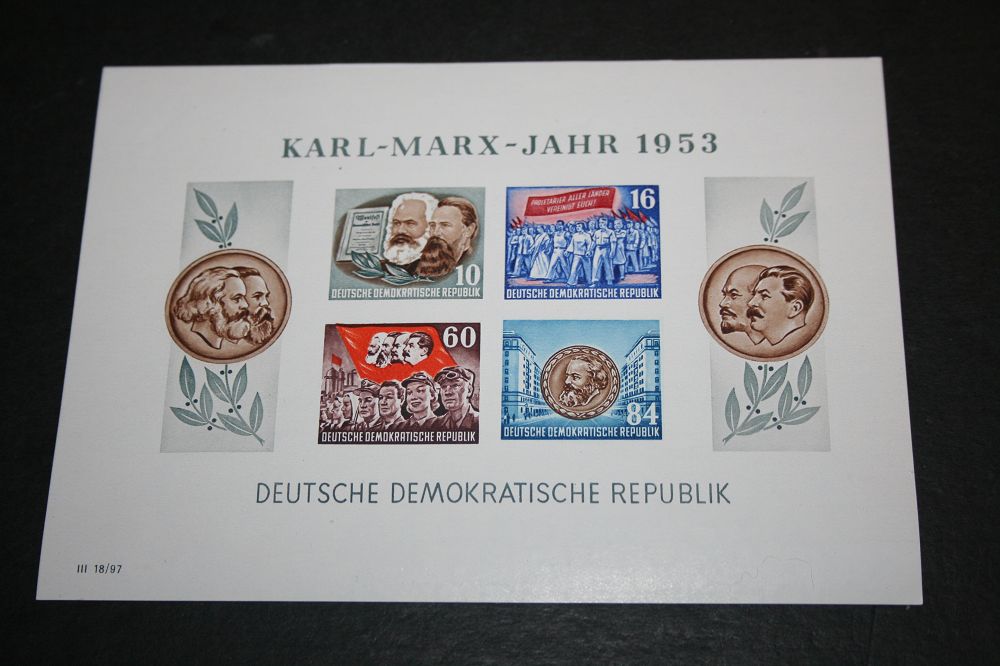 KARL-MARX-JAHR 1953
Manifest
10
DEUTSCHE DEMOKRATISCHE REPUBLIK
PROLETARIER ALLER LÄNDER
VEREINIGT EUCH!
16
DEUTSCHE DEMOKRATISCHE REPUBLIK
60
DEUTSCHE DEMOKRATISCHE REPUBLIK
84
DEUTSCHE DEMOKRATISCHE REPUBLIK
DEUTSCHE DEMOKRATISCHE REPUBLIK
III 18/97